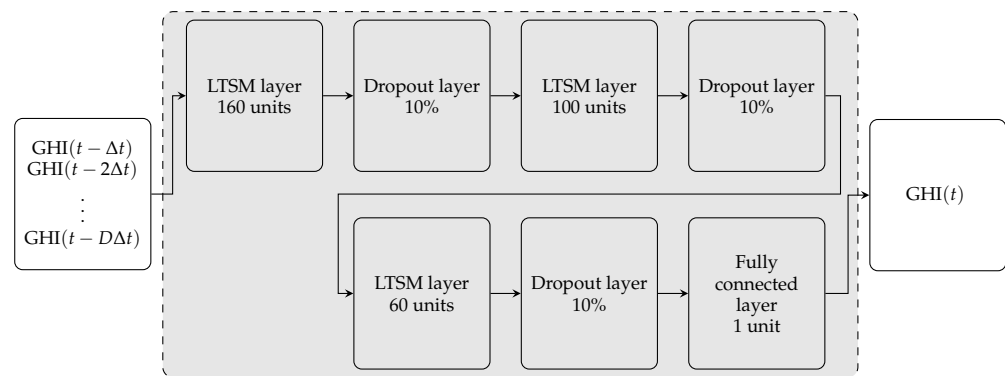 GHI(t − Δt)
GHI(t − 2Δt)
⋮
GHI(t − DΔt)
LTSM layer
160 units
Dropout layer
10%
LTSM layer
100 units
Dropout layer
10%
LTSM layer
60 units
Dropout layer
10%
Fully
connected
layer
1 unit
GHI(t)